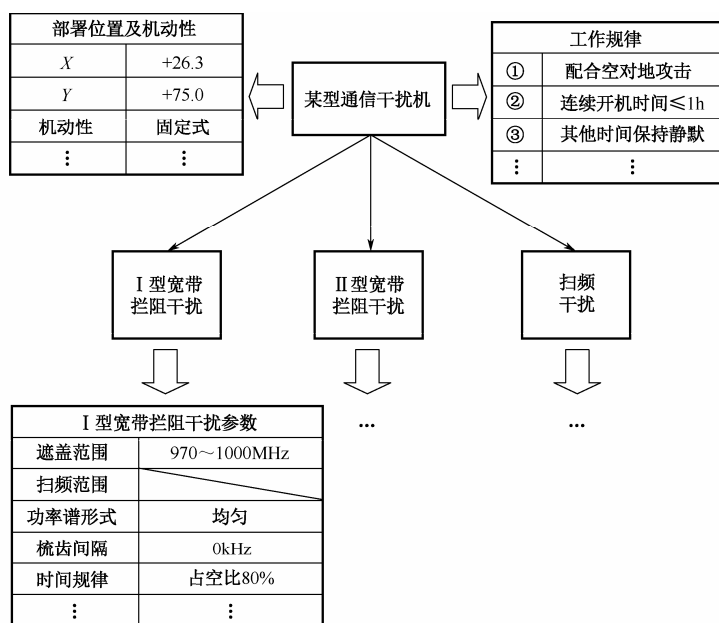 部署位置及机动性
X +26.3
Y +75.0
机动性 固定式
⋮ ⋮
某型通信干扰机
工作规律
① 配合空对地攻击
② 连续开机时间≤1h
③ 其他时间保持静默
⋮ ⋮
Ⅰ型宽带
拦阻干扰
Ⅱ型宽带
拦阻干扰
扫频
干扰
Ⅰ型宽带拦阻干扰参数
遮盖范围 970～1000MHz
扫频范围
功率谱形式 均匀
梳齿间隔 0kHz
时间规律 占空比80%
⋮ ⋮
…
…